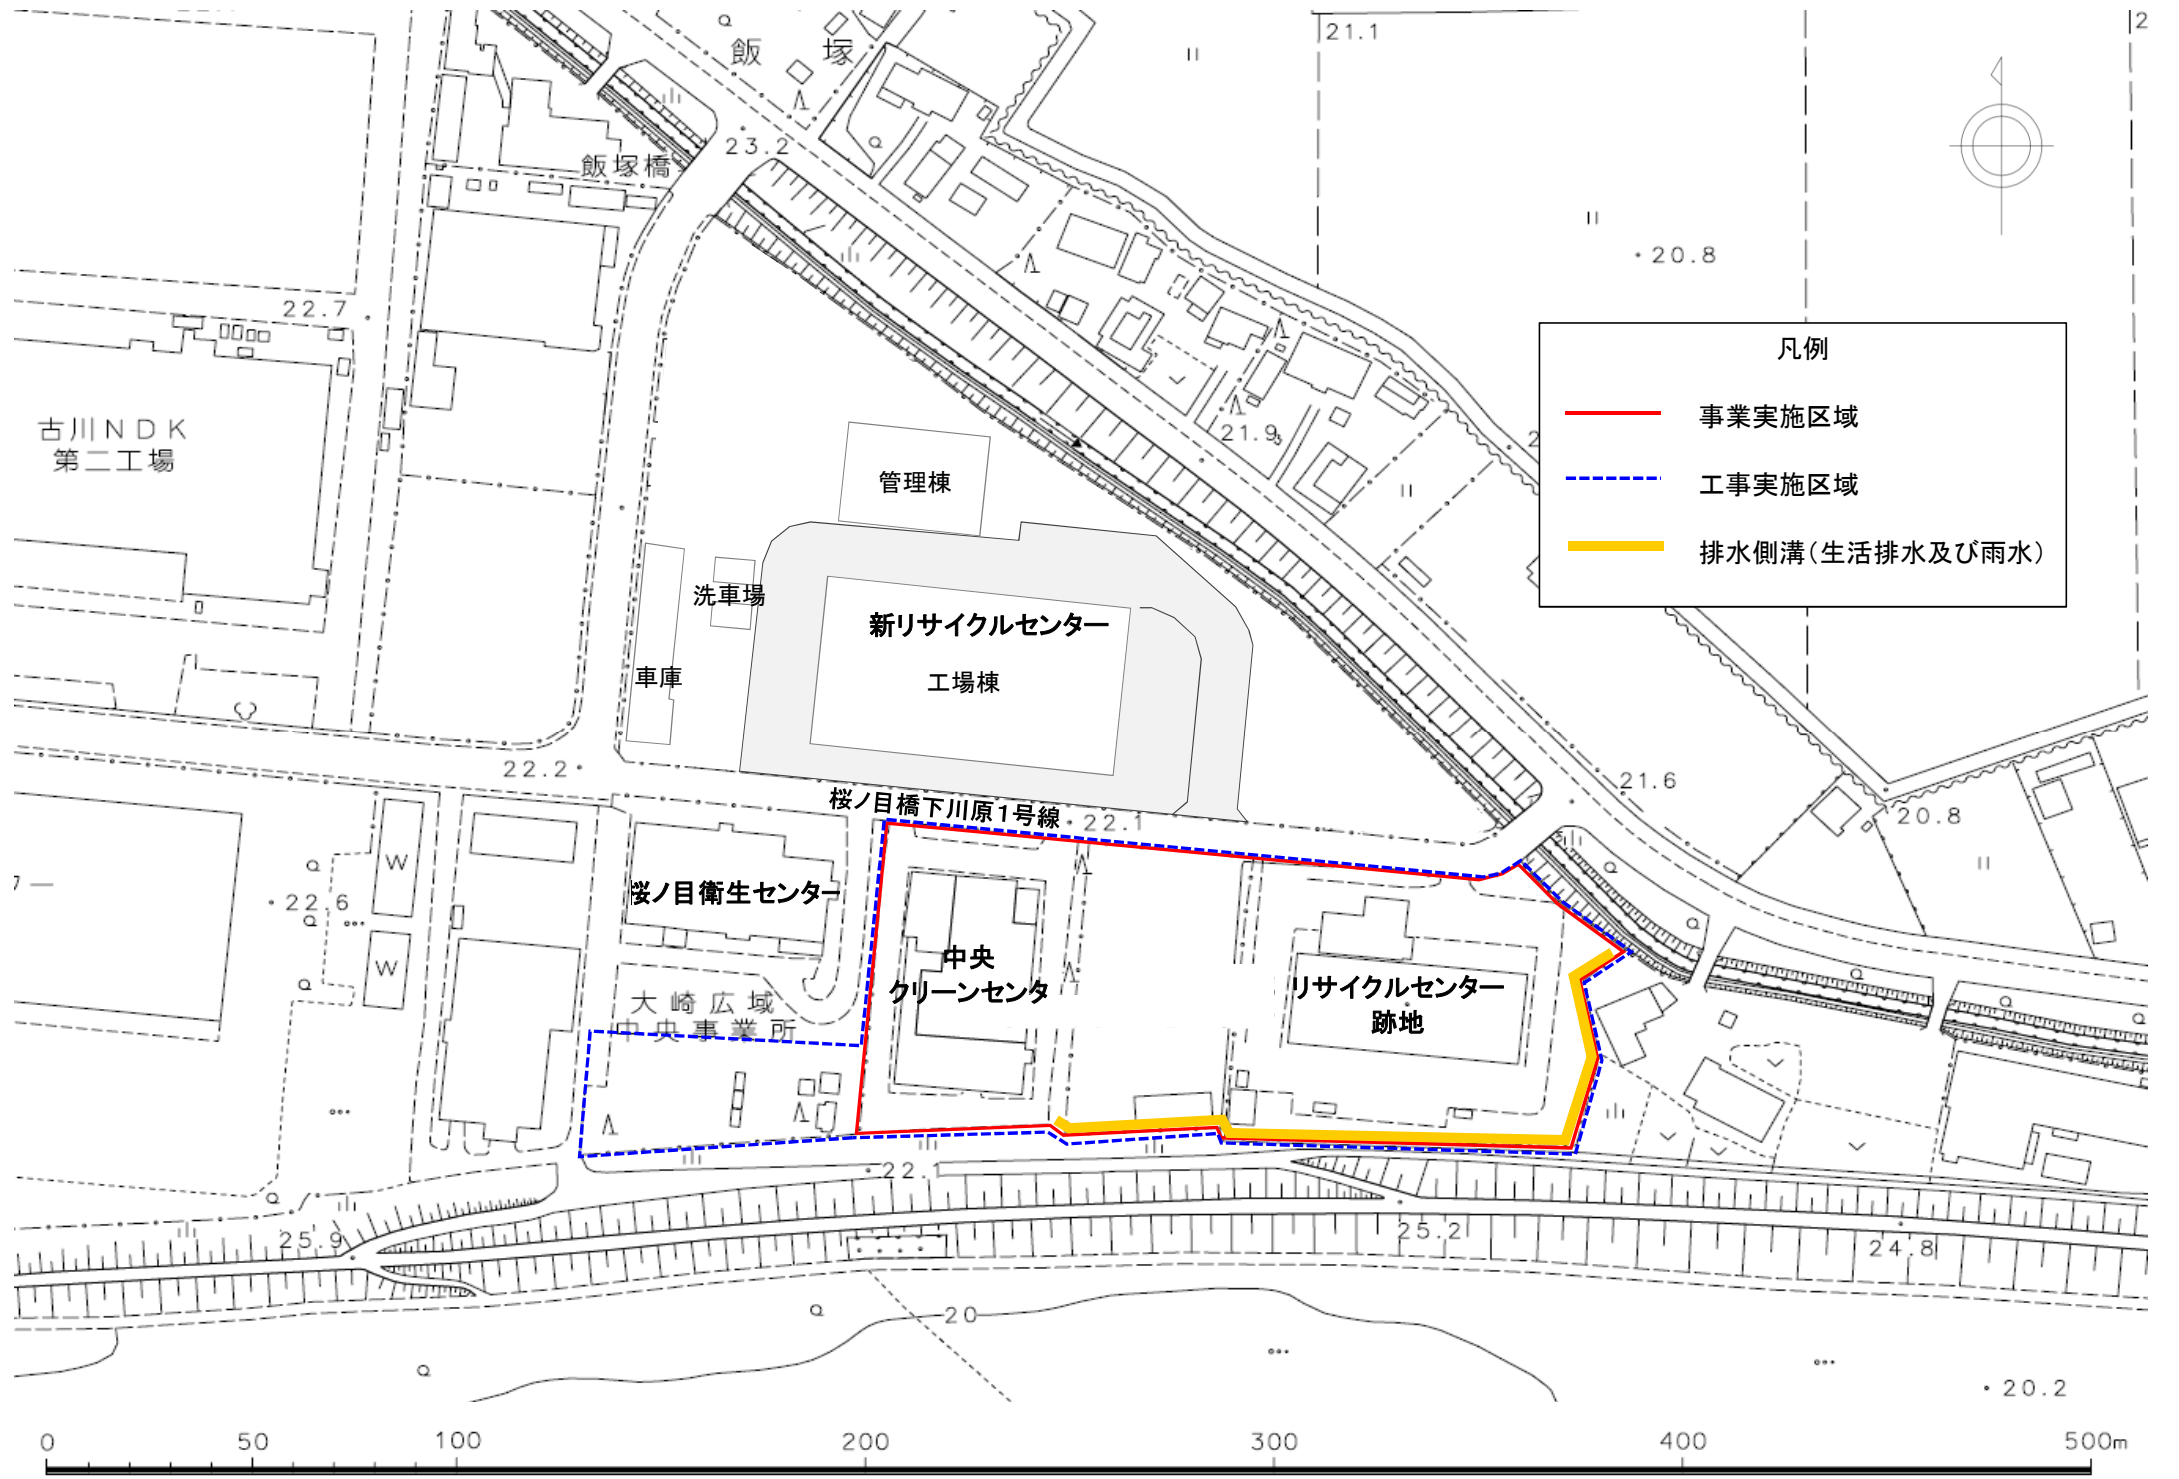 飯塚
21.1
23.2
飯塚橋
20.8
22.7
凡例
事業実施区域
工事実施区域
排水側溝(生活排水及び雨水)
古川NDK
第二工場
21.9
管理棟
洗車場
新リサイクルセンター
車庫
工場棟
22.2
桜ノ目橋下川原1号線
22.1
21.6
20.8
桜ノ目衛生センター
W
22.6
中央
クリーンセンタ
リサイクルセンター
跡地
W
大崎広域
中央事業所
22.1
25.9
25.2
24.8
20
20.2
0 50 100 200 300 400 500m